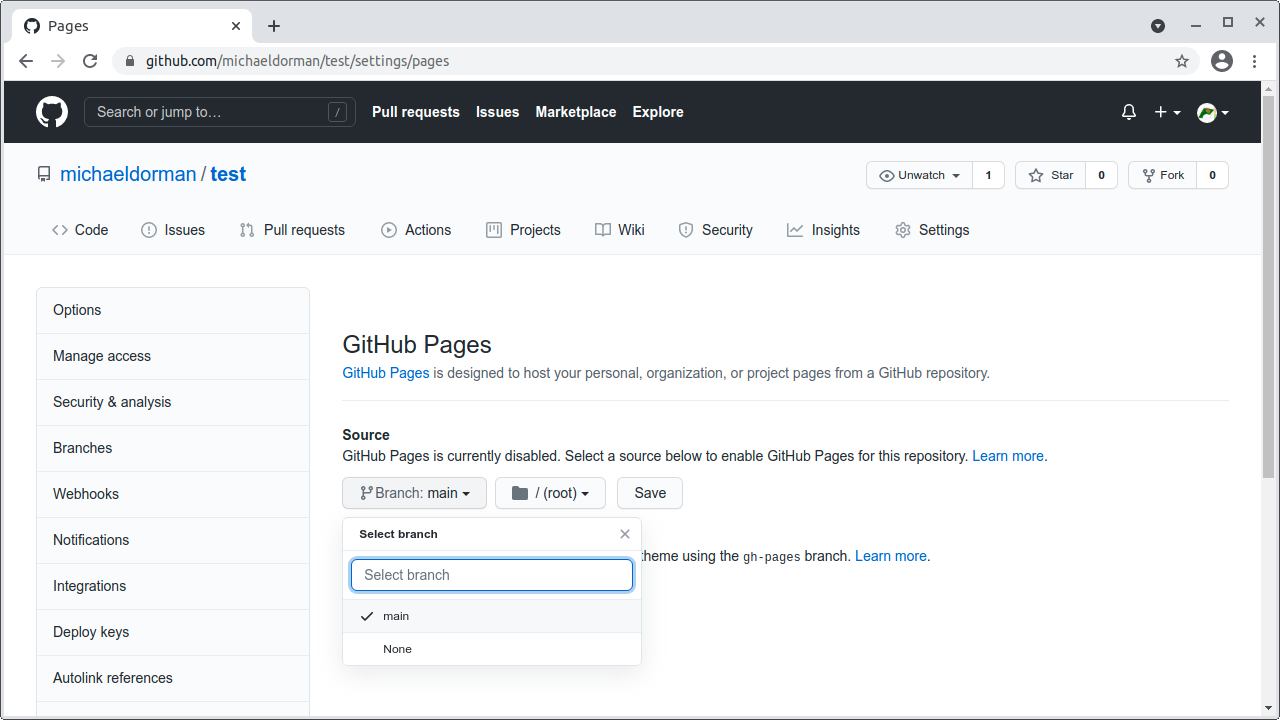 Pages
github.com/michaeldorman/test/settings/pages
Search or jump to… /
Pull requests Issues Marketplace Explore
michaeldorman / test
Unwatch 1 Star 0 Fork 0
Code Issues Pull requests Actions Projects Wiki Security Insights Settings
Options
Manage access
Security & analysis
Branches
Webhooks
Notifications
Integrations
Deploy keys
Autolink references
GitHub Pages
GitHub Pages is designed to host your personal, organization, or project pages from a GitHub repository.
Source
GitHub Pages is currently disabled. Select a source below to enable GitHub Pages for this repository. Learn more.
Branch: main / (root) Save
Select branch
theme using the gh-pages branch. Learn more.
Select branch
main
None